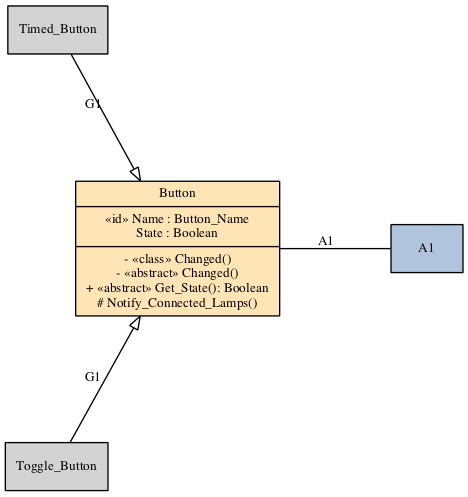 Timed_Button
G1
Button
«id» Name : Button_Name
State : Boolean
- «class» Changed()
- «abstract» Changed()
+ «abstract» Get_State(): Boolean
# Notify_Connected_Lamps()
A1
A1
G1
Toggle_Button